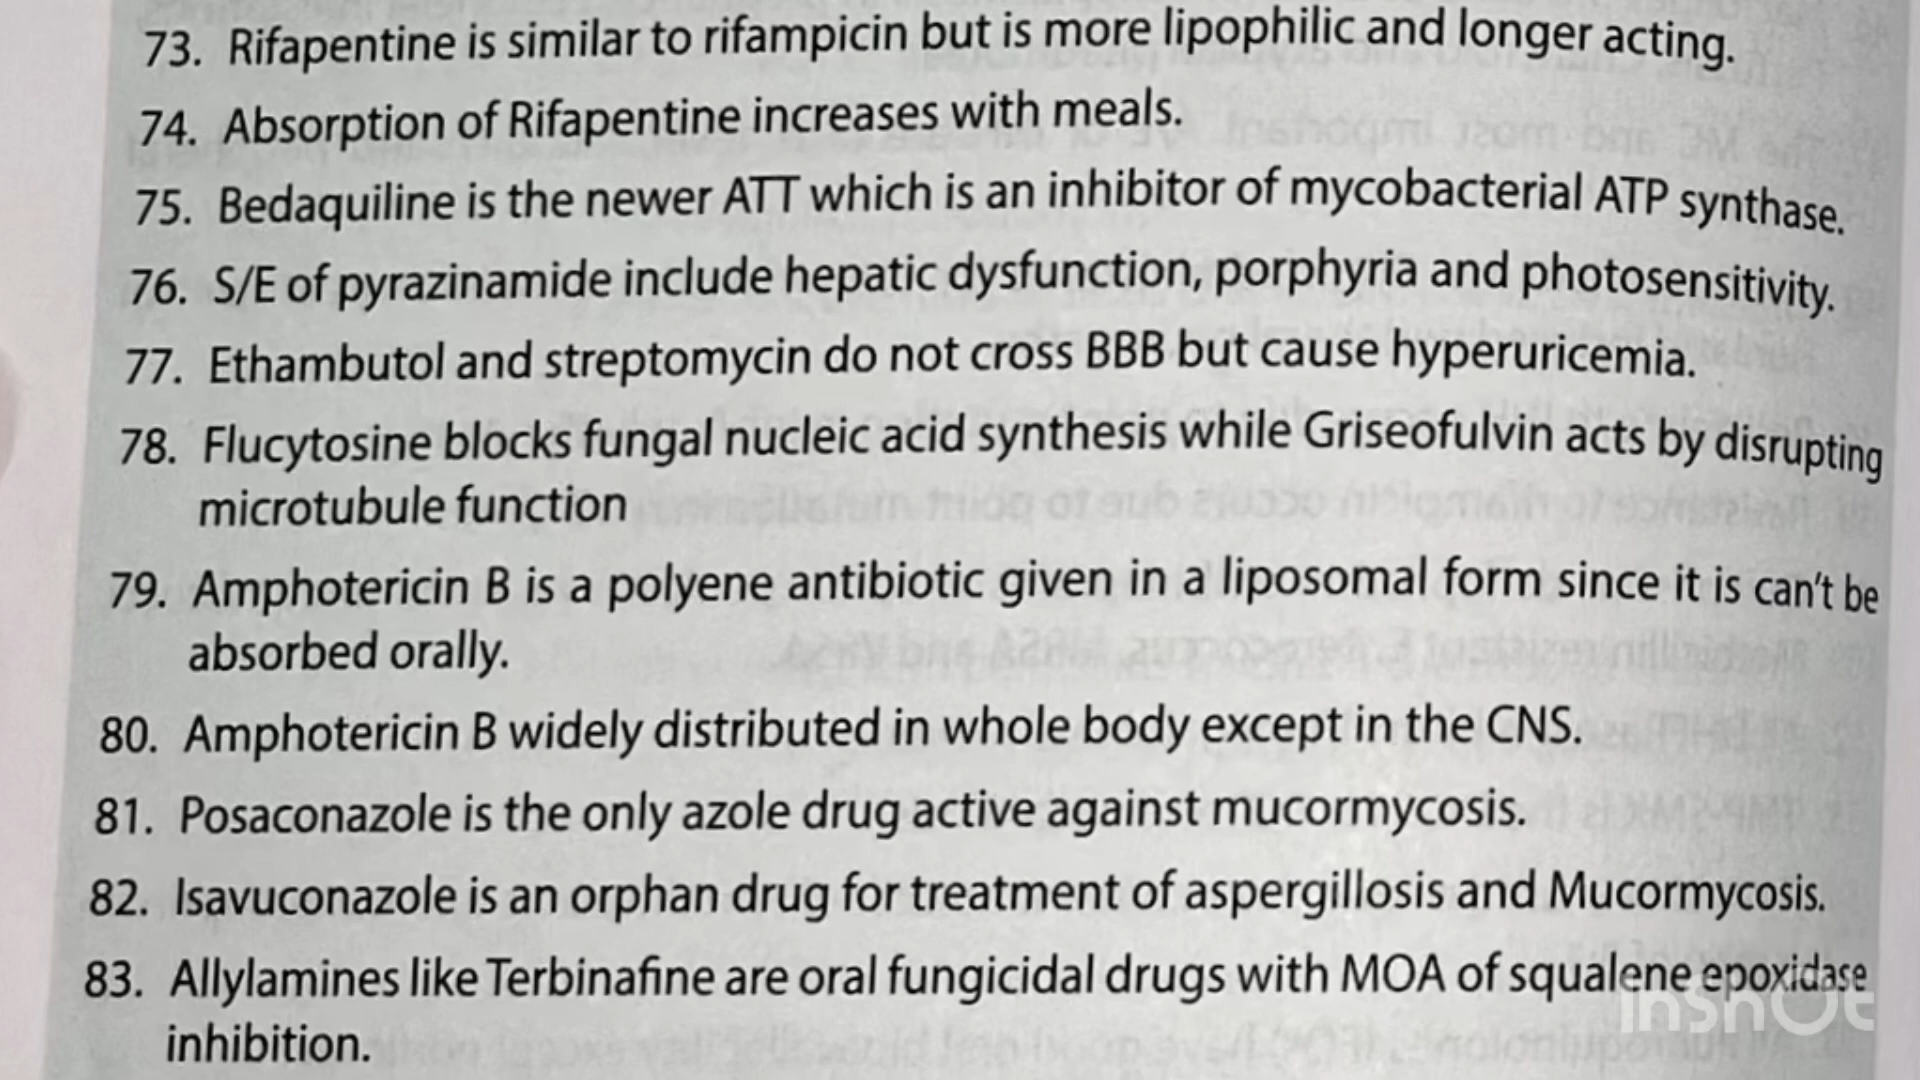 73. Rifapentine is similar to rifampicin but is more lipophilic and longer acting.
74. Absorption of Rifapentine increases with meals.
75. Bedaquiline is the newer ATT which is an inhibitor of mycobacterial ATP synthase.
76. S/E of pyrazinamide include hepatic dysfunction, porphyria and photosensitivity.
77. Ethambutol and streptomycin do not cross BBB but cause hyperuricemia.
78. Flucytosine blocks fungal nucleic acid synthesis while Griseofulvin acts by disrupting
microtubule function
79. Amphotericin B is a polyene antibiotic given in a liposomal form since it is can't be
absorbed orally.
80. Amphotericin B widely distributed in whole body except in the CNS.
81. Posaconazole is the only azole drug active against mucormycosis.
82. Isavuconazole is an orphan drug for treatment of aspergillosis and Mucormycosis.
83. Allylamines like Terbinafine are oral fungicidal drugs with MOA of squalene epoxidase
inhibition.
InShOt